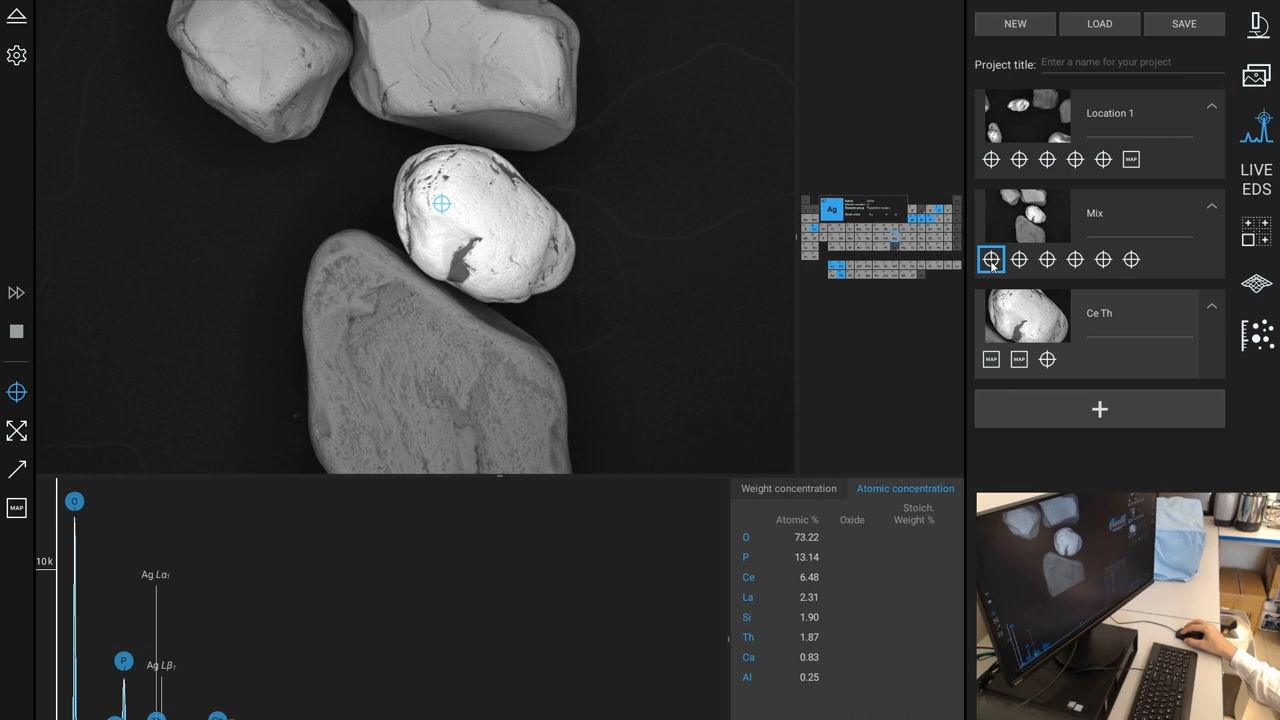 NEW LOAD SAVE
Project title: Enter a name for your project
Location 1
MAP
LIVE
EDS
Mix
Ag
Ce Th
MAP MAP
MAP
O
10 k
Ag Lα1
P
Ag Lβ1
Weight concentration Atomic concentration
Atomic % Oxide Stoich. Weight %
O 73.22
P 13.14
Ce 6.48
La 2.31
Si 1.90
Th 1.87
Ca 0.83
Al 0.25